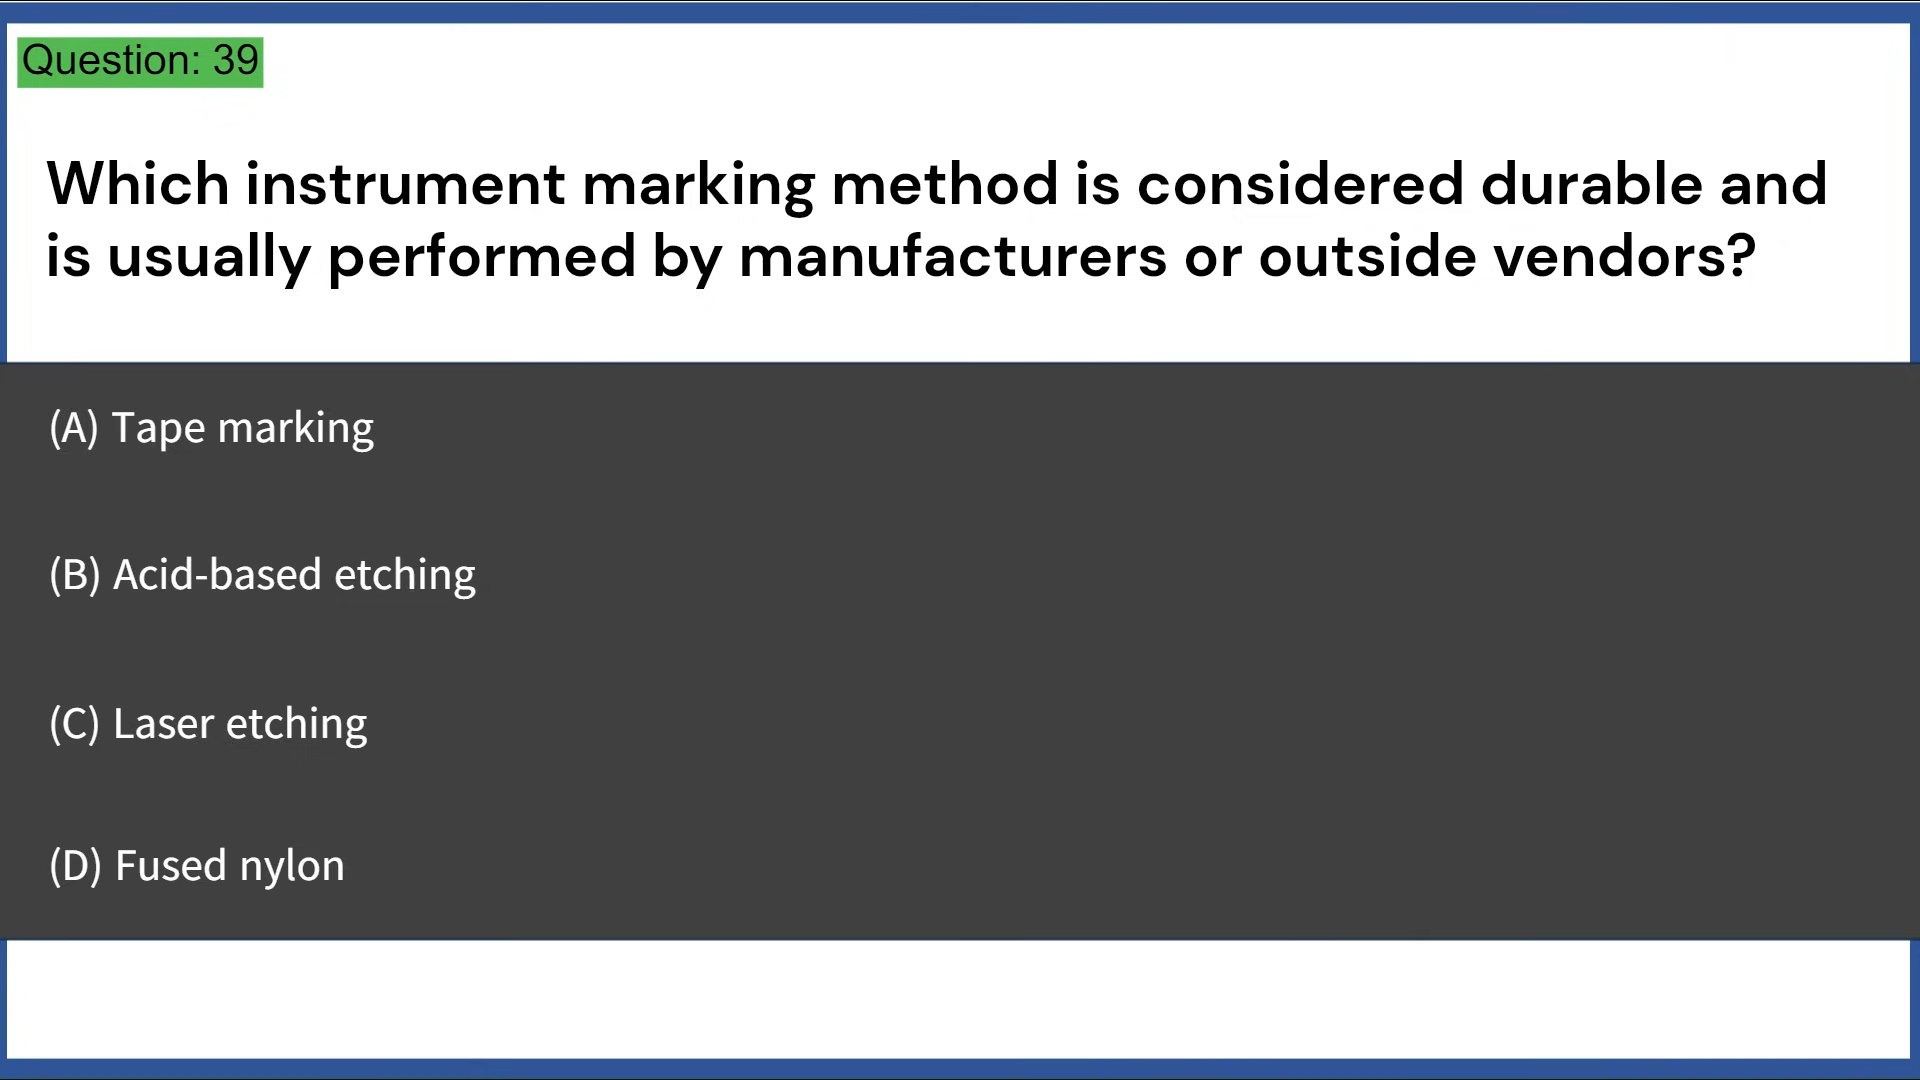 Question: 39
Which instrument marking method is considered durable and
is usually performed by manufacturers or outside vendors?
(A) Tape marking
(B) Acid-based etching
(C) Laser etching
(D) Fused nylon